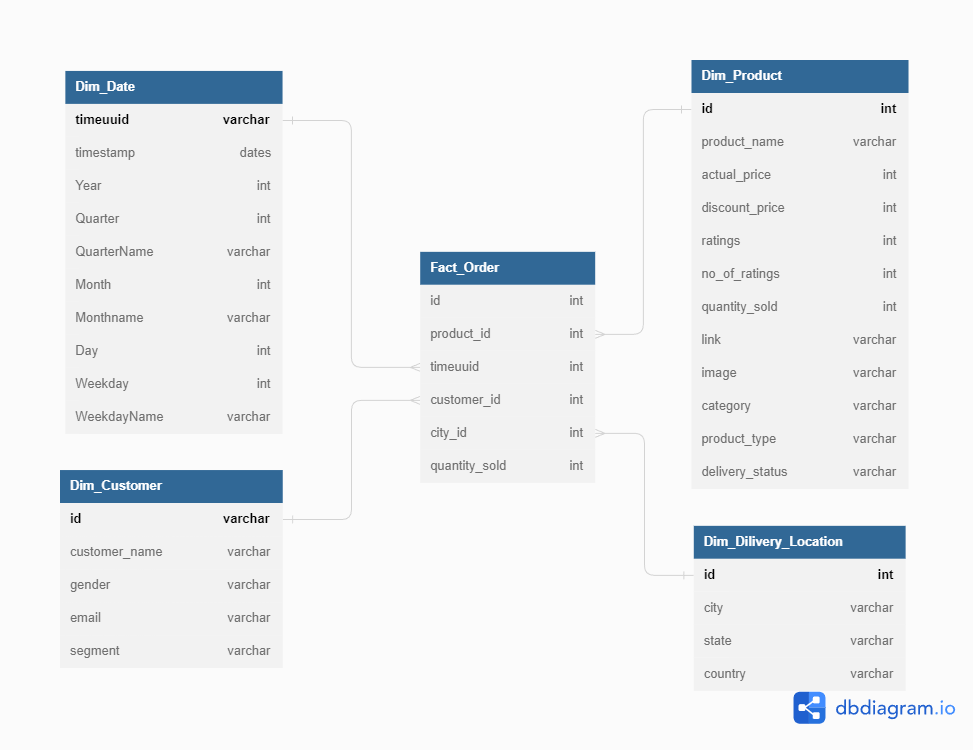 Dim_Date
timeuuid varchar
timestamp dates
Year int
Quarter int
QuarterName varchar
Month int
Monthname varchar
Day int
Weekday int
WeekdayName varchar
Dim_Customer
id varchar
customer_name varchar
gender varchar
email varchar
segment varchar
Fact_Order
id int
product_id int
timeuuid int
customer_id int
city_id int
quantity_sold int
Dim_Product
id int
product_name varchar
actual_price int
discount_price int
ratings int
no_of_ratings int
quantity_sold int
link varchar
image varchar
category varchar
product_type varchar
delivery_status varchar
Dim_Dilivery_Location
id int
city varchar
state varchar
country varchar
dbdiagram.io